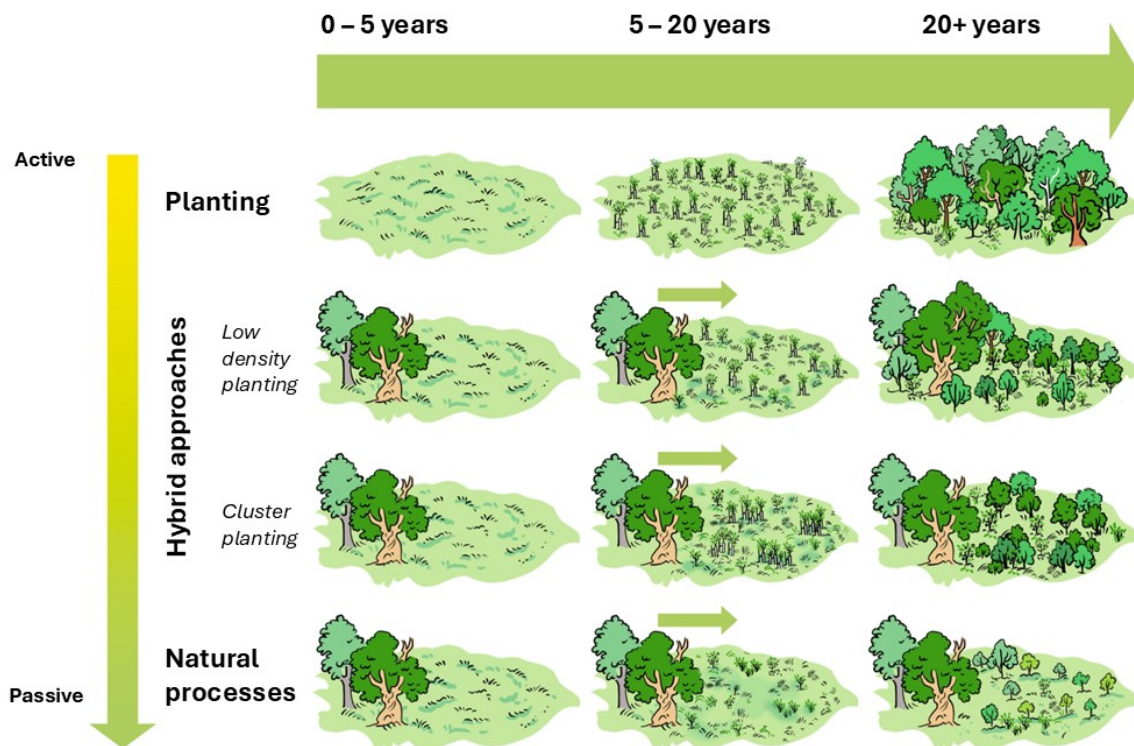 0 – 5 years
5 – 20 years
20+ years
Active
Planting
Hybrid approaches
Low
density
planting
Cluster
planting
Natural
processes
Passive